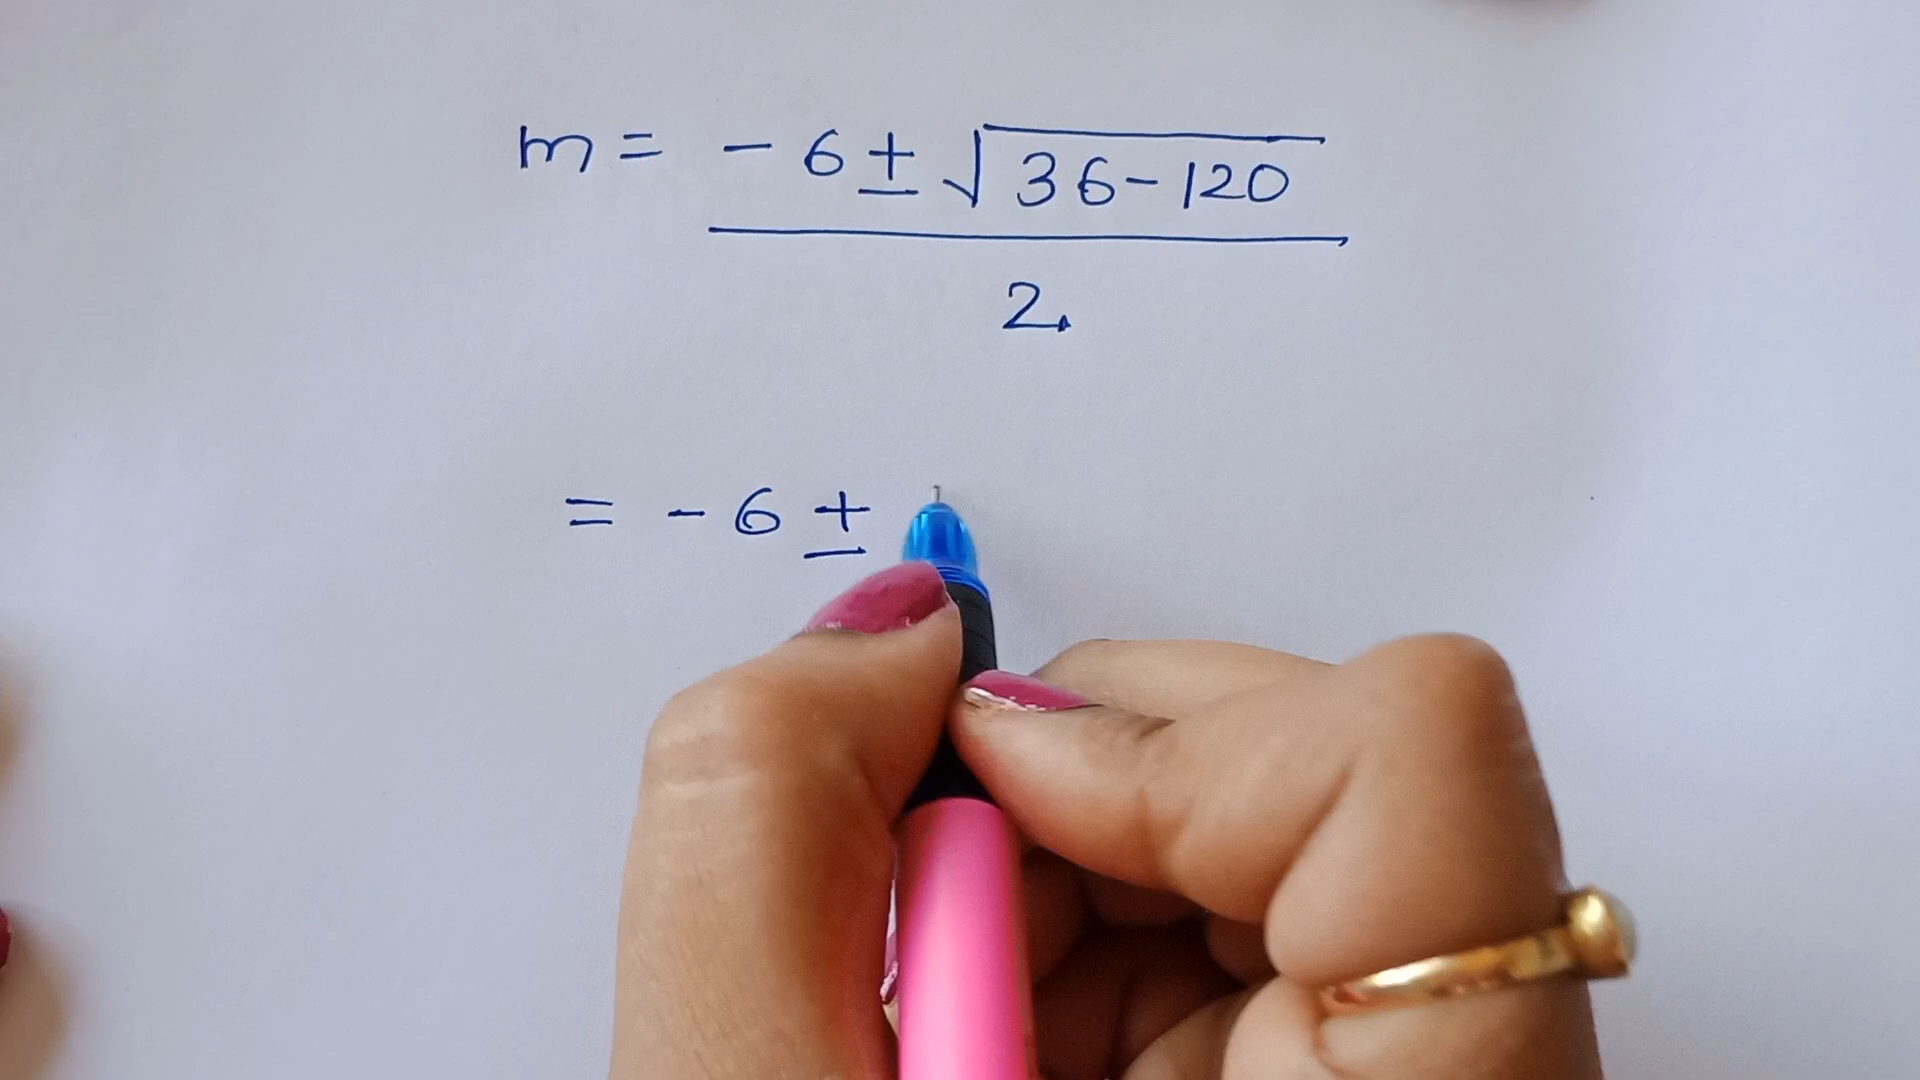 m = - 6 ± √36-120
2.
= - 6 ±